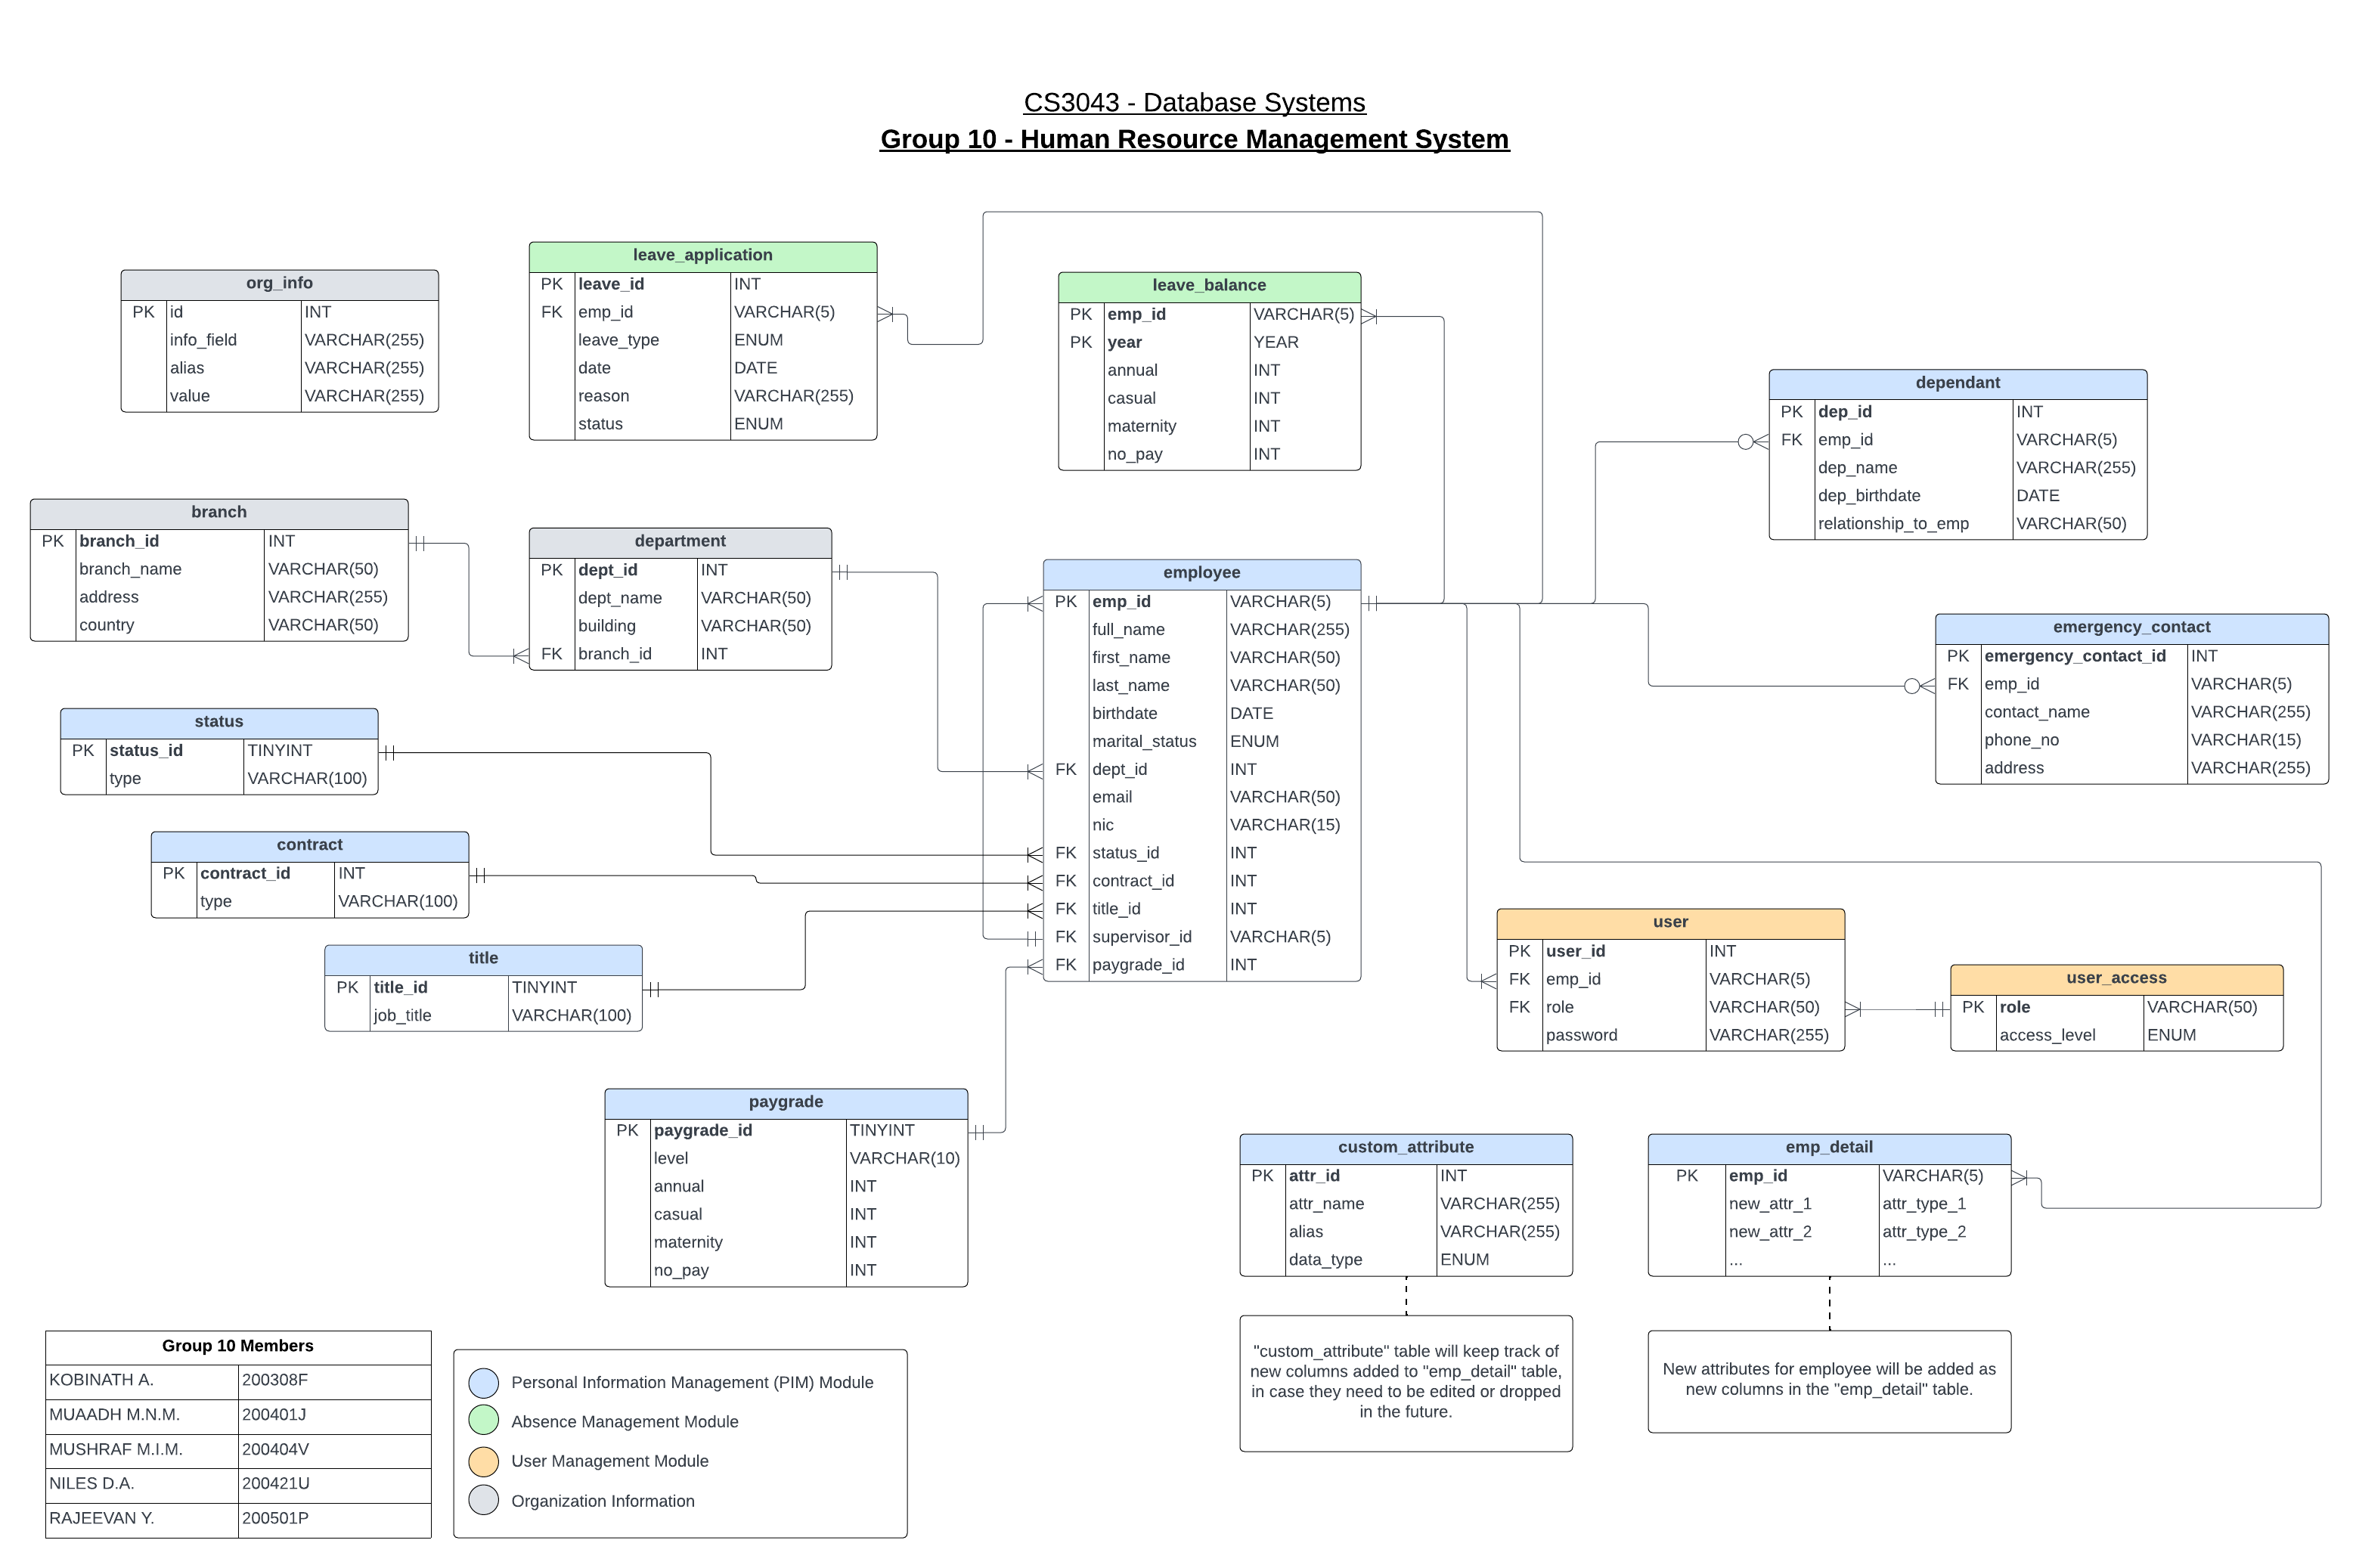 CS3043 - Database Systems
Group 10 - Human Resource Management System
org_info
PK id INT
info_field VARCHAR(255)
alias VARCHAR(255)
value VARCHAR(255)
leave_application
PK leave_id INT
FK emp_id VARCHAR(5)
leave_type ENUM
date DATE
reason VARCHAR(255)
status ENUM
leave_balance
PK emp_id VARCHAR(5)
PK year YEAR
annual INT
casual INT
maternity INT
no_pay INT
dependant
PK dep_id INT
FK emp_id VARCHAR(5)
dep_name VARCHAR(255)
dep_birthdate DATE
relationship_to_emp VARCHAR(50)
branch
PK branch_id INT
branch_name VARCHAR(50)
address VARCHAR(255)
country VARCHAR(50)
department
PK dept_id INT
dept_name VARCHAR(50)
building VARCHAR(50)
FK branch_id INT
employee
PK emp_id VARCHAR(5)
full_name VARCHAR(255)
first_name VARCHAR(50)
last_name VARCHAR(50)
birthdate DATE
marital_status ENUM
FK dept_id INT
email VARCHAR(50)
nic VARCHAR(15)
FK status_id INT
FK contract_id INT
FK title_id INT
FK supervisor_id VARCHAR(5)
FK paygrade_id INT
emergency_contact
PK emergency_contact_id INT
FK emp_id VARCHAR(5)
contact_name VARCHAR(255)
phone_no VARCHAR(15)
address VARCHAR(255)
status
PK status_id TINYINT
type VARCHAR(100)
contract
PK contract_id INT
type VARCHAR(100)
title
PK title_id TINYINT
job_title VARCHAR(100)
user
PK user_id INT
FK emp_id VARCHAR(5)
FK role VARCHAR(50)
password VARCHAR(255)
user_access
PK role VARCHAR(50)
access_level ENUM
paygrade
PK paygrade_id TINYINT
level VARCHAR(10)
annual INT
casual INT
maternity INT
no_pay INT
custom_attribute
PK attr_id INT
attr_name VARCHAR(255)
alias VARCHAR(255)
data_type ENUM
emp_detail
PK emp_id VARCHAR(5)
new_attr_1 attr_type_1
new_attr_2 attr_type_2
... ...
"custom_attribute" table will keep track of
new columns added to "emp_detail" table,
in case they need to be edited or dropped
in the future.
New attributes for employee will be added as
new columns in the "emp_detail" table.
Group 10 Members
KOBINATH A. 200308F
MUAADH M.N.M. 200401J
MUSHRAF M.I.M. 200404V
NILES D.A. 200421U
RAJEEVAN Y. 200501P
Personal Information Management (PIM) Module
Absence Management Module
User Management Module
Organization Information